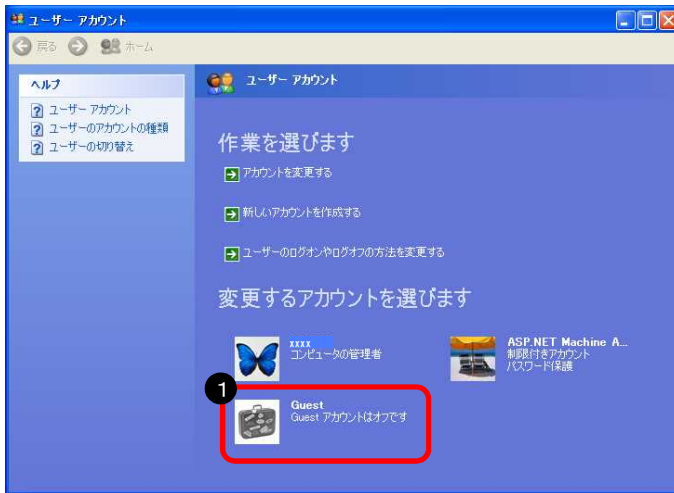 ユーザー アカウント
戻る ホーム
ヘルプ
ユーザー アカウント
ユーザーのアカウントの種類
ユーザーの切り替え
ユーザー アカウント
作業を選びます
アカウントを変更する
新しいアカウントを作成する
ユーザーのログオンやログオフの方法を変更する
変更するアカウントを選びます
xxxx
コンピュータの管理者
ASP.NET Machine A...
制限付きアカウント
パスワード保護
1
Guest
Guest アカウントはオフです